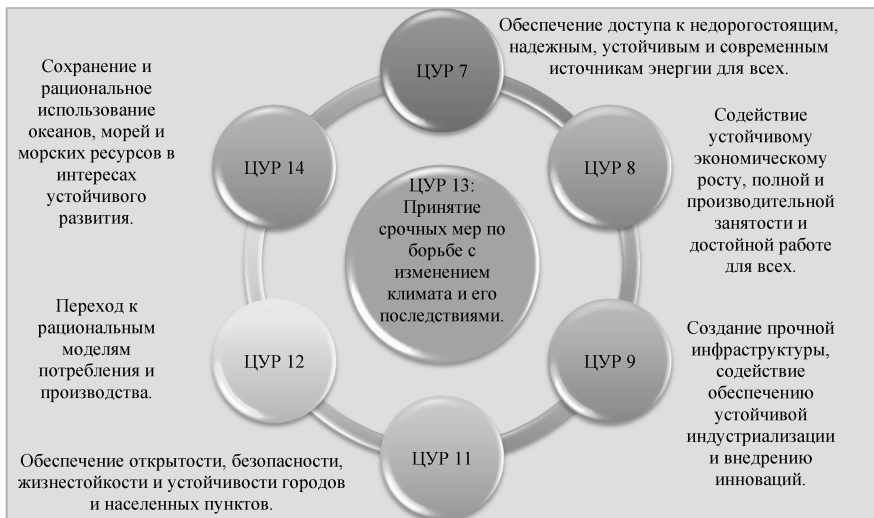 ЦУР 7
Обеспечение доступа к недорогостоящим,
надежным, устойчивым и современным
источникам энергии для всех.
ЦУР 8
Содействие
устойчивому
экономическому
росту, полной и
производительной
занятости и
достойной работе
для всех.
ЦУР 9
Создание прочной
инфраструктуры,
содействие
обеспечению
устойчивой
индустриализации
и внедрению
инноваций.
ЦУР 11
Обеспечение открытости, безопасности,
жизнестойкости и устойчивости городов
и населенных пунктов.
ЦУР 12
Переход к
рациональным
моделям
потребления и
производства.
ЦУР 14
Сохранение и
рациональное
использование
океанов, морей и
морских ресурсов в
интересах
устойчивого
развития.
ЦУР 13:
Принятие
срочных мер по
борьбе с
изменением
климата и его
последствиями.